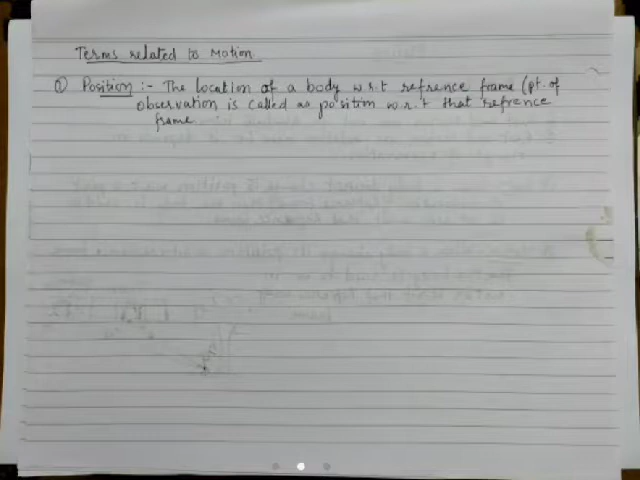 Terms related to Motion.
① Position :- The location of a body w.r.t refrence frame (pt. of
observation is called as position w.r.t that refrence
frame